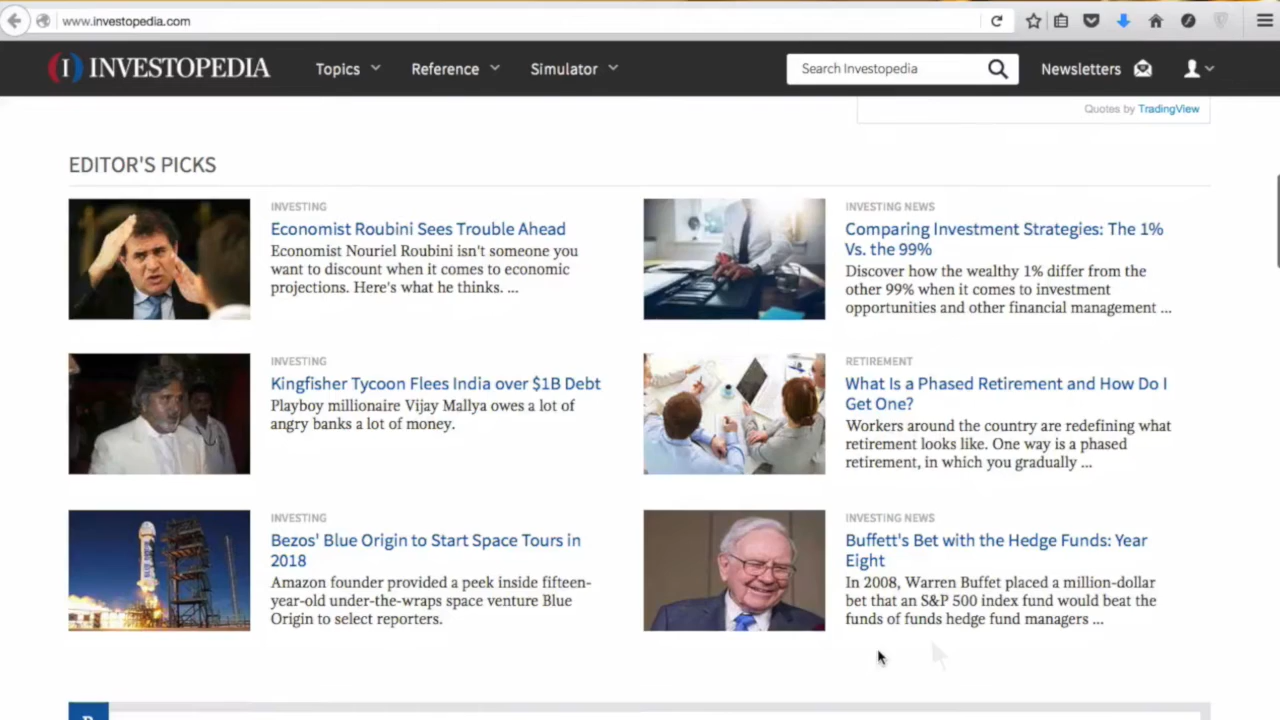 www.investopedia.com
INVESTOPEDIA
Topics
Reference
Simulator
Search Investopedia
Newsletters
Quotes by TradingView
EDITOR'S PICKS
INVESTING
Economist Roubini Sees Trouble Ahead
Economist Nouriel Roubini isn't someone you
want to discount when it comes to economic
projections. Here's what he thinks. ...
INVESTING NEWS
Comparing Investment Strategies: The 1%
Vs. the 99%
Discover how the wealthy 1% differ from the
other 99% when it comes to investment
opportunities and other financial management ...
INVESTING
Kingfisher Tycoon Flees India over $1B Debt
Playboy millionaire Vijay Mallya owes a lot of
angry banks a lot of money.
RETIREMENT
What Is a Phased Retirement and How Do I
Get One?
Workers around the country are redefining what
retirement looks like. One way is a phased
retirement, in which you gradually ...
INVESTING
Bezos' Blue Origin to Start Space Tours in
2018
Amazon founder provided a peek inside fifteen-
year-old under-the-wraps space venture Blue
Origin to select reporters.
INVESTING NEWS
Buffett's Bet with the Hedge Funds: Year
Eight
In 2008, Warren Buffet placed a million-dollar
bet that an S&P 500 index fund would beat the
funds of funds hedge fund managers ...